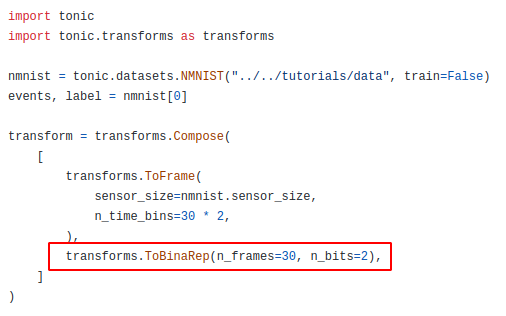 import tonic
import tonic.transforms as transforms
nmnist = tonic.datasets.NMNIST("../../tutorials/data", train=False)
events, label = nmnist[0]
transform = transforms.Compose(
    [
        transforms.ToFrame(
            sensor_size=nmnist.sensor_size,
            n_time_bins=30 * 2,
        ),
        transforms.ToBinaRep(n_frames=30, n_bits=2),
    ]
)